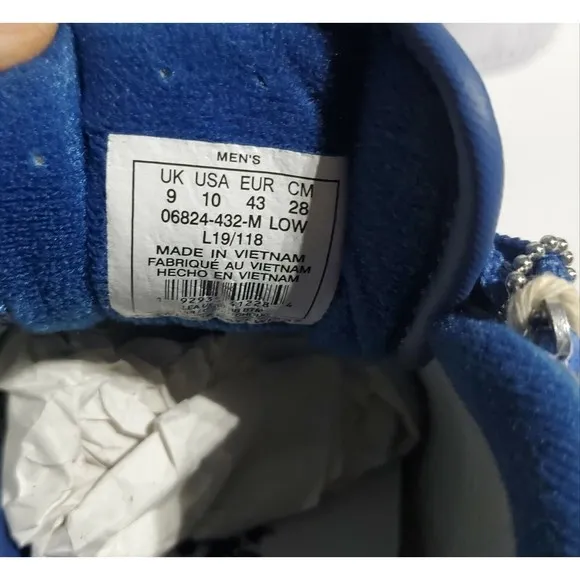 MEN'S
UK USA EUR CM
9 10 43 28
06824-432-M LOW
L19/118
MADE IN VIETNAM
FABRIQUÉ AU VIETNAM
HECHO EN VIETNAM